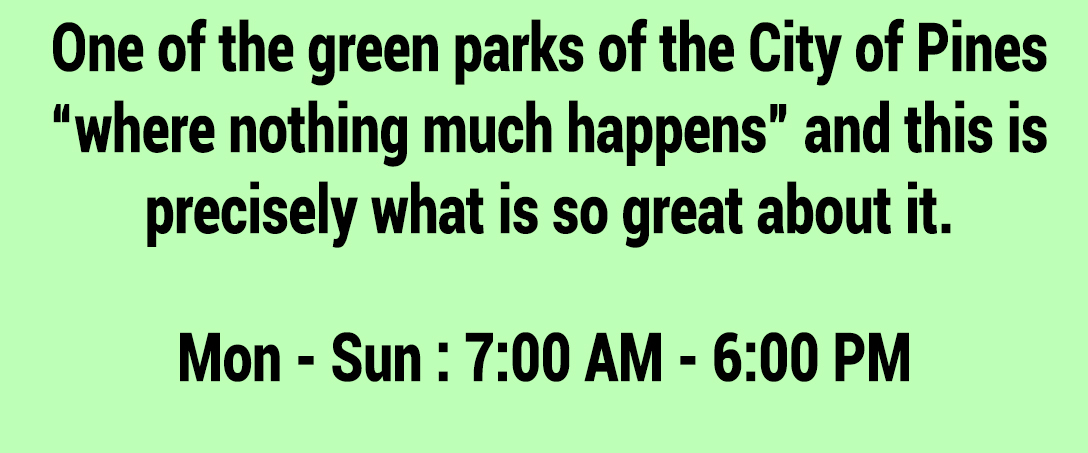 One of the green parks of the City of Pines
“where nothing much happens” and this is
precisely what is so great about it.
Mon - Sun : 7:00 AM - 6:00 PM